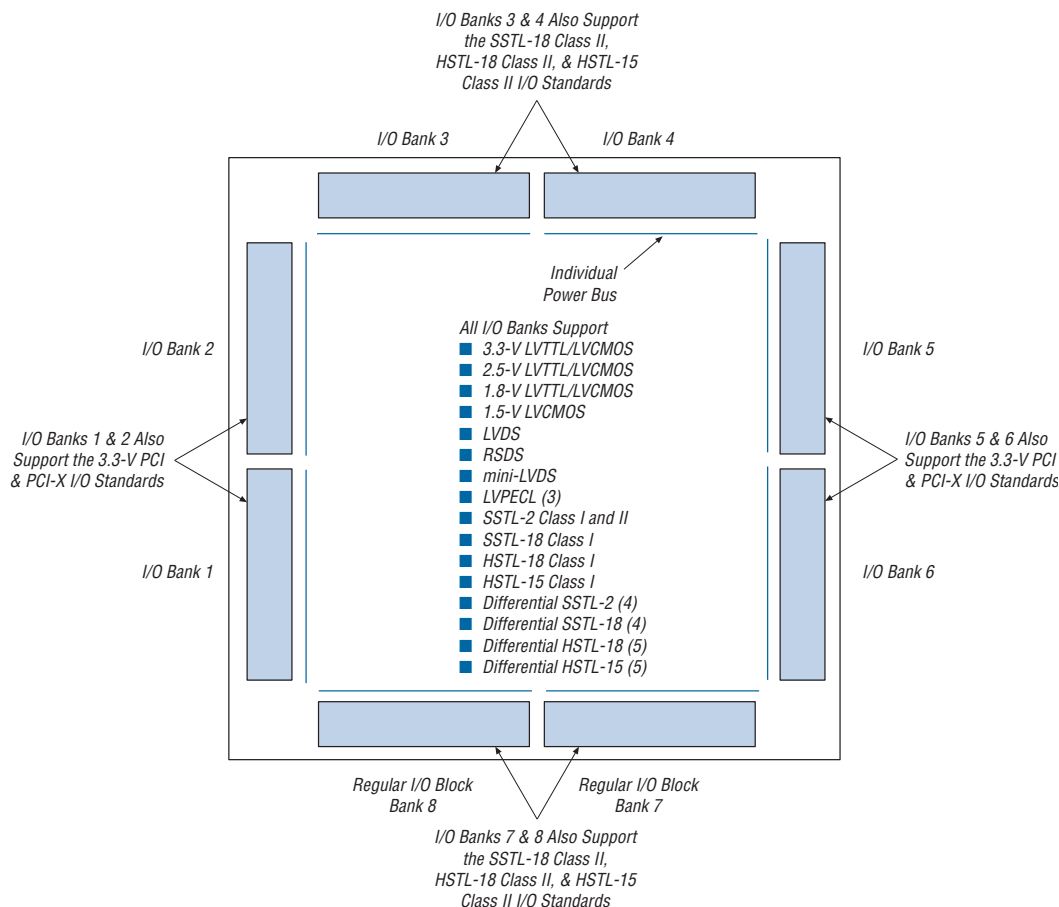 I/O Banks 3 & 4 Also Support
the SSTL-18 Class II,
HSTL-18 Class II, & HSTL-15
Class II I/O Standards
I/O Bank 3
I/O Bank 4
Individual
Power Bus
I/O Bank 2
I/O Bank 5
All I/O Banks Support
3.3-V LVTTL/LVCMOS
2.5-V LVTTL/LVCMOS
1.8-V LVTTL/LVCMOS
1.5-V LVCMOS
LVDS
RSDS
mini-LVDS
LVPECL (3)
SSTL-2 Class I and II
SSTL-18 Class I
HSTL-18 Class I
HSTL-15 Class I
Differential SSTL-2 (4)
Differential SSTL-18 (4)
Differential HSTL-18 (5)
Differential HSTL-15 (5)
I/O Banks 1 & 2 Also
Support the 3.3-V PCI
& PCI-X I/O Standards
I/O Banks 5 & 6 Also
Support the 3.3-V PCI
& PCI-X I/O Standards
I/O Bank 1
I/O Bank 6
Regular I/O Block
Bank 8
Regular I/O Block
Bank 7
I/O Banks 7 & 8 Also Support
the SSTL-18 Class II,
HSTL-18 Class II, & HSTL-15
Class II I/O Standards